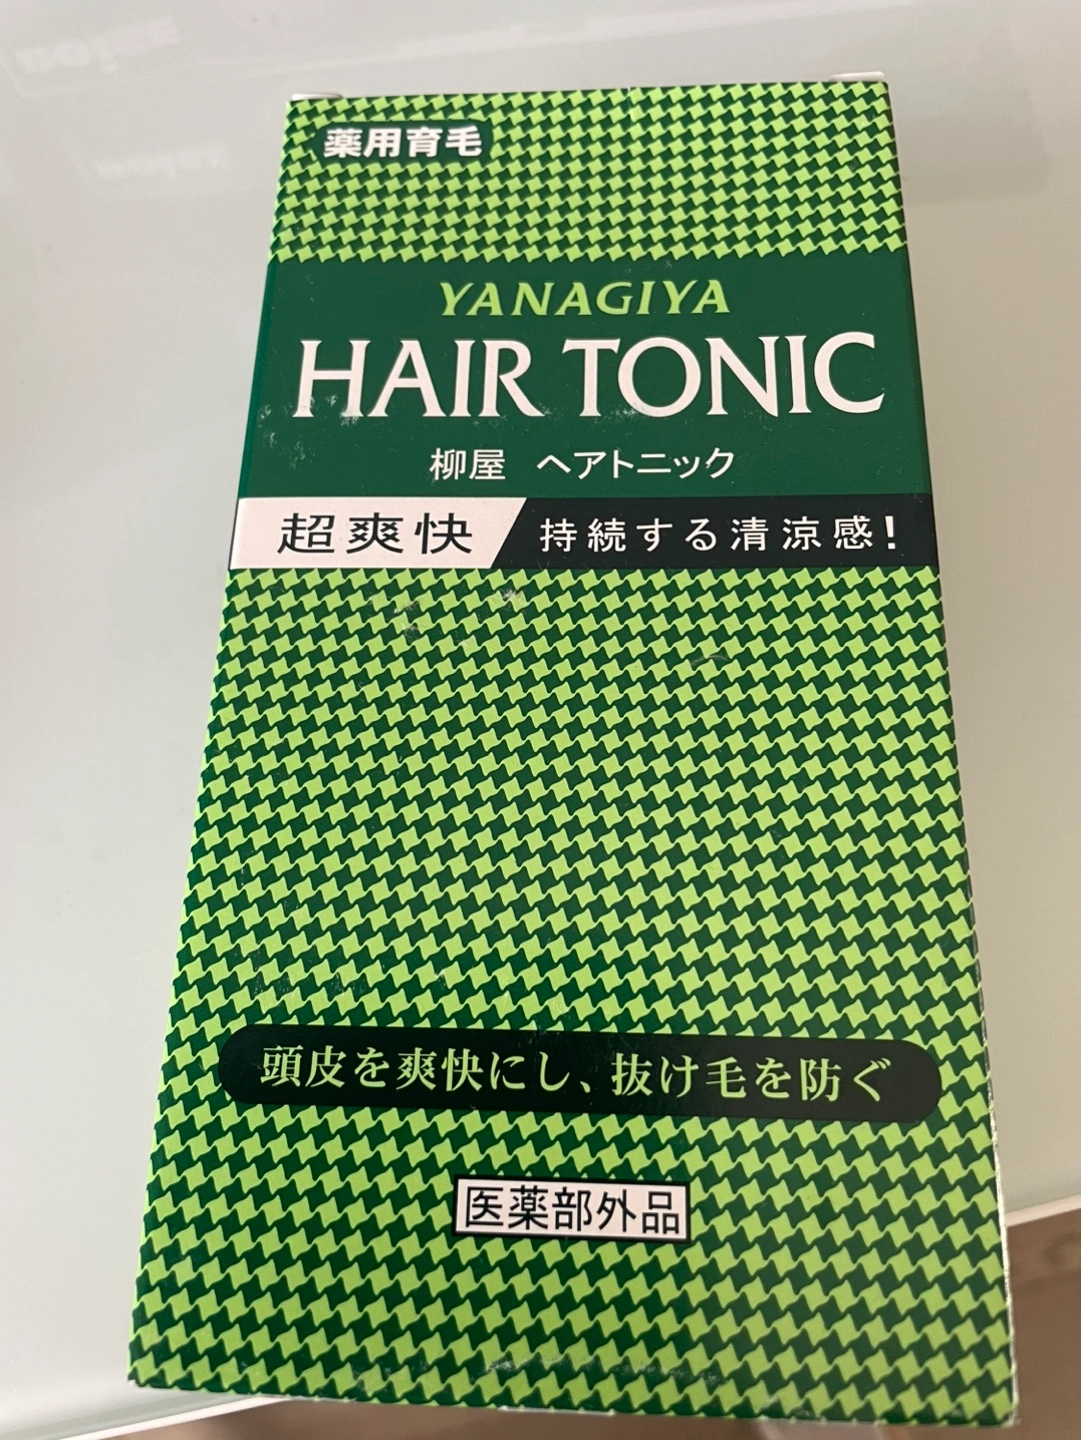 薬用育毛
YANAGIYA
HAIR TONIC
柳屋 ヘアトニック
超爽快 持続する清涼感!
頭皮を爽快にし、抜け毛を防ぐ
医薬部外品